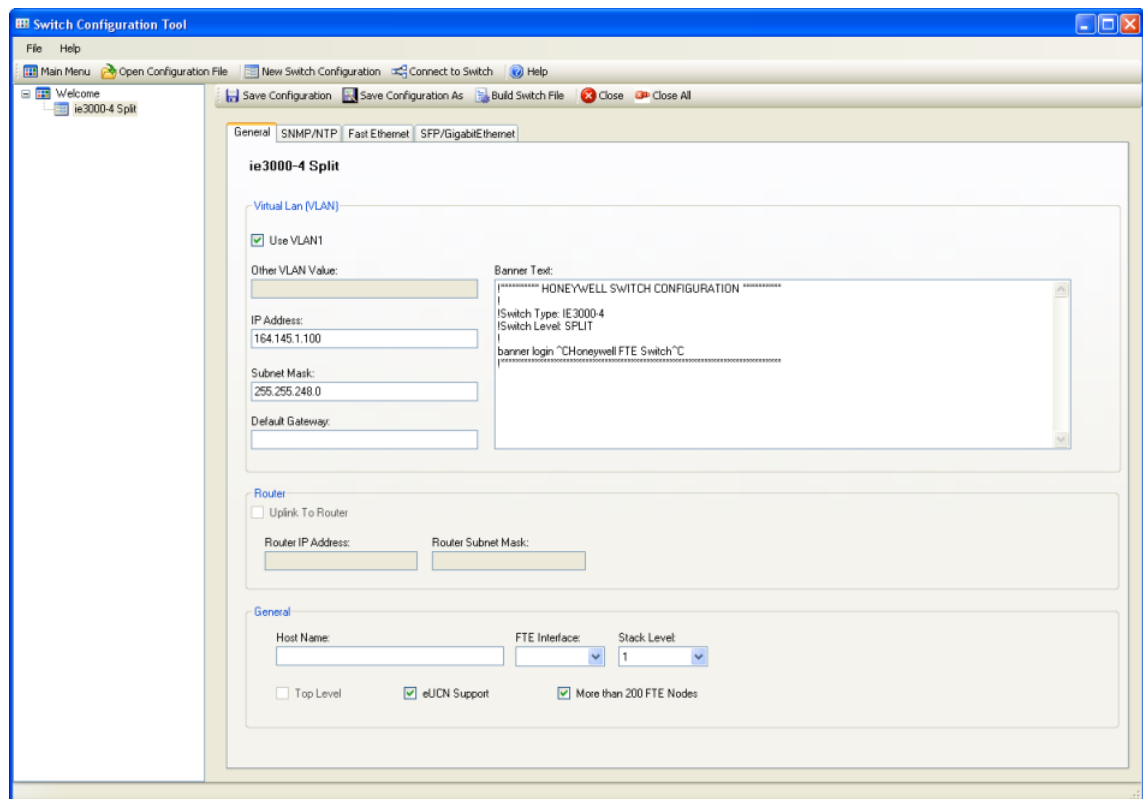 Switch Configuration Tool
File Help
Main Menu Open Configuration File New Switch Configuration Connect to Switch Help
Welcome
ie3000-4 Split
Save Configuration Save Configuration As Build Switch File Close Close All
General SNMP/NTP Fast Ethernet SFP/GigabitEthernet
ie3000-4 Split
Virtual Lan (VLAN)
Use VLAN1
Other VLAN Value:
IP Address:
164.145.1.100
Subnet Mask:
255.255.248.0
Default Gateway:
Banner Text:
!************ HONEYWELL SWITCH CONFIGURATION ************
!
!Switch Type: IE3000-4
!Switch Level: SPLIT
!
banner login ^CHoneywell FTE Switch^C
Router
Uplink To Router
Router IP Address: Router Subnet Mask:
General
Host Name: FTE Interface: Stack Level:
1
Top Level eUCN Support More than 200 FTE Nodes